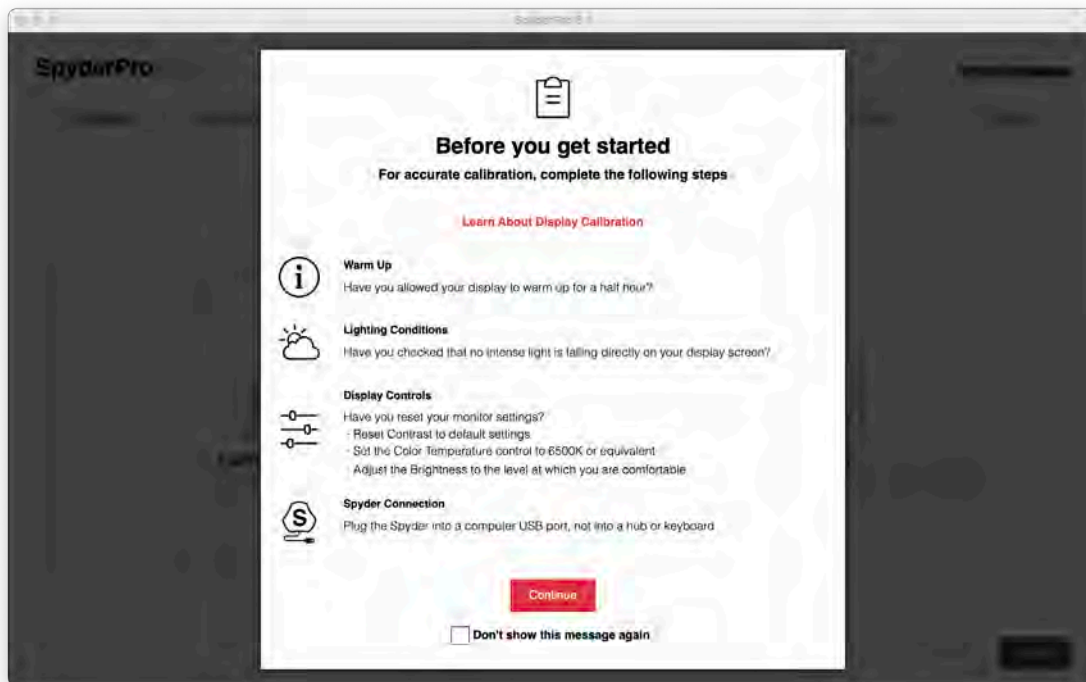 SpyderPro
Before you get started
For accurate calibration, complete the following steps
Learn About Display Calibration
Warm Up
Have you allowed your display to warm up for a half hour?
Lighting Conditions
Have you checked that no intense light is falling directly on your display screen?
Display Controls
Have you reset your monitor settings?
- Reset Contrast to default settings
- Set the Color Temperature control to 6500K or equivalent
- Adjust the Brightness to the level at which you are comfortable
Spyder Connection
S
Plug the Spyder into a computer USB port, not into a hub or keyboard
Continue
Don't show this message again